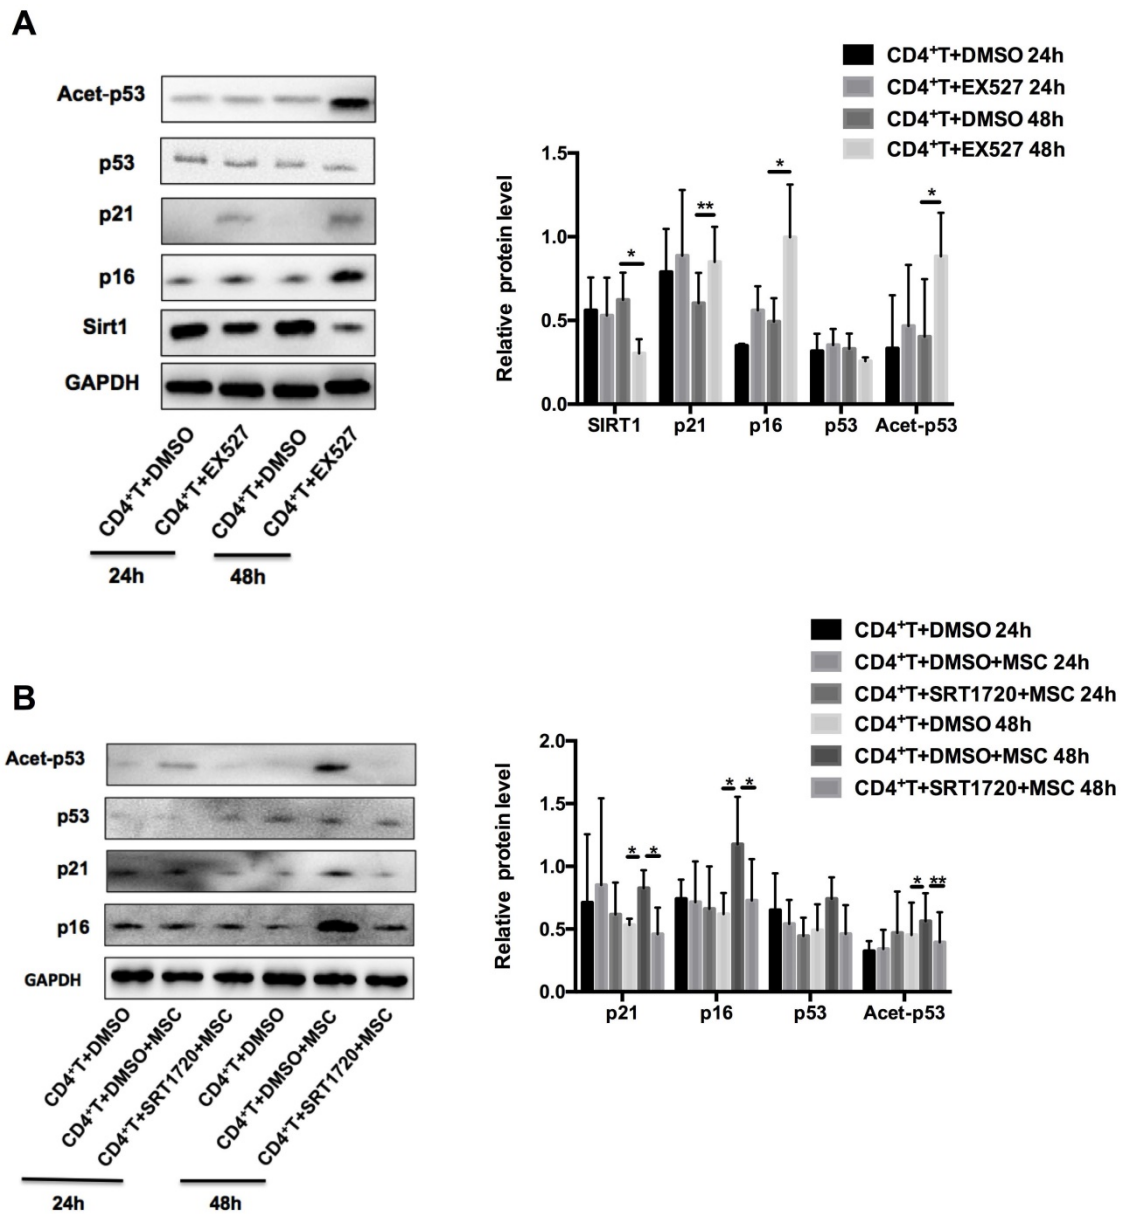 A
Acet-p53
p53
p21
p16
Sirt1
GAPDH
CD4⁺T+DMSO
CD4⁺T+EX527
CD4⁺T+DMSO
CD4⁺T+EX527
24h
48h
CD4⁺T+DMSO 24h
CD4⁺T+EX527 24h
CD4⁺T+DMSO 48h
CD4⁺T+EX527 48h
Relative protein level
1.5
1.0
0.5
0.0
*
**
*
*
SIRT1 p21 p16 p53 Acet-p53
B
Acet-p53
p53
p21
p16
GAPDH
CD4⁺T+DMSO
CD4⁺T+DMSO+MSC
CD4⁺T+SRT1720+MSC
CD4⁺T+DMSO
CD4⁺T+DMSO+MSC
CD4⁺T+SRT1720+MSC
24h
48h
CD4⁺T+DMSO 24h
CD4⁺T+DMSO+MSC 24h
CD4⁺T+SRT1720+MSC 24h
CD4⁺T+DMSO 48h
CD4⁺T+DMSO+MSC 48h
CD4⁺T+SRT1720+MSC 48h
Relative protein level
2.0
1.5
1.0
0.5
0.0
* *
* *
* **
p21 p16 p53 Acet-p53